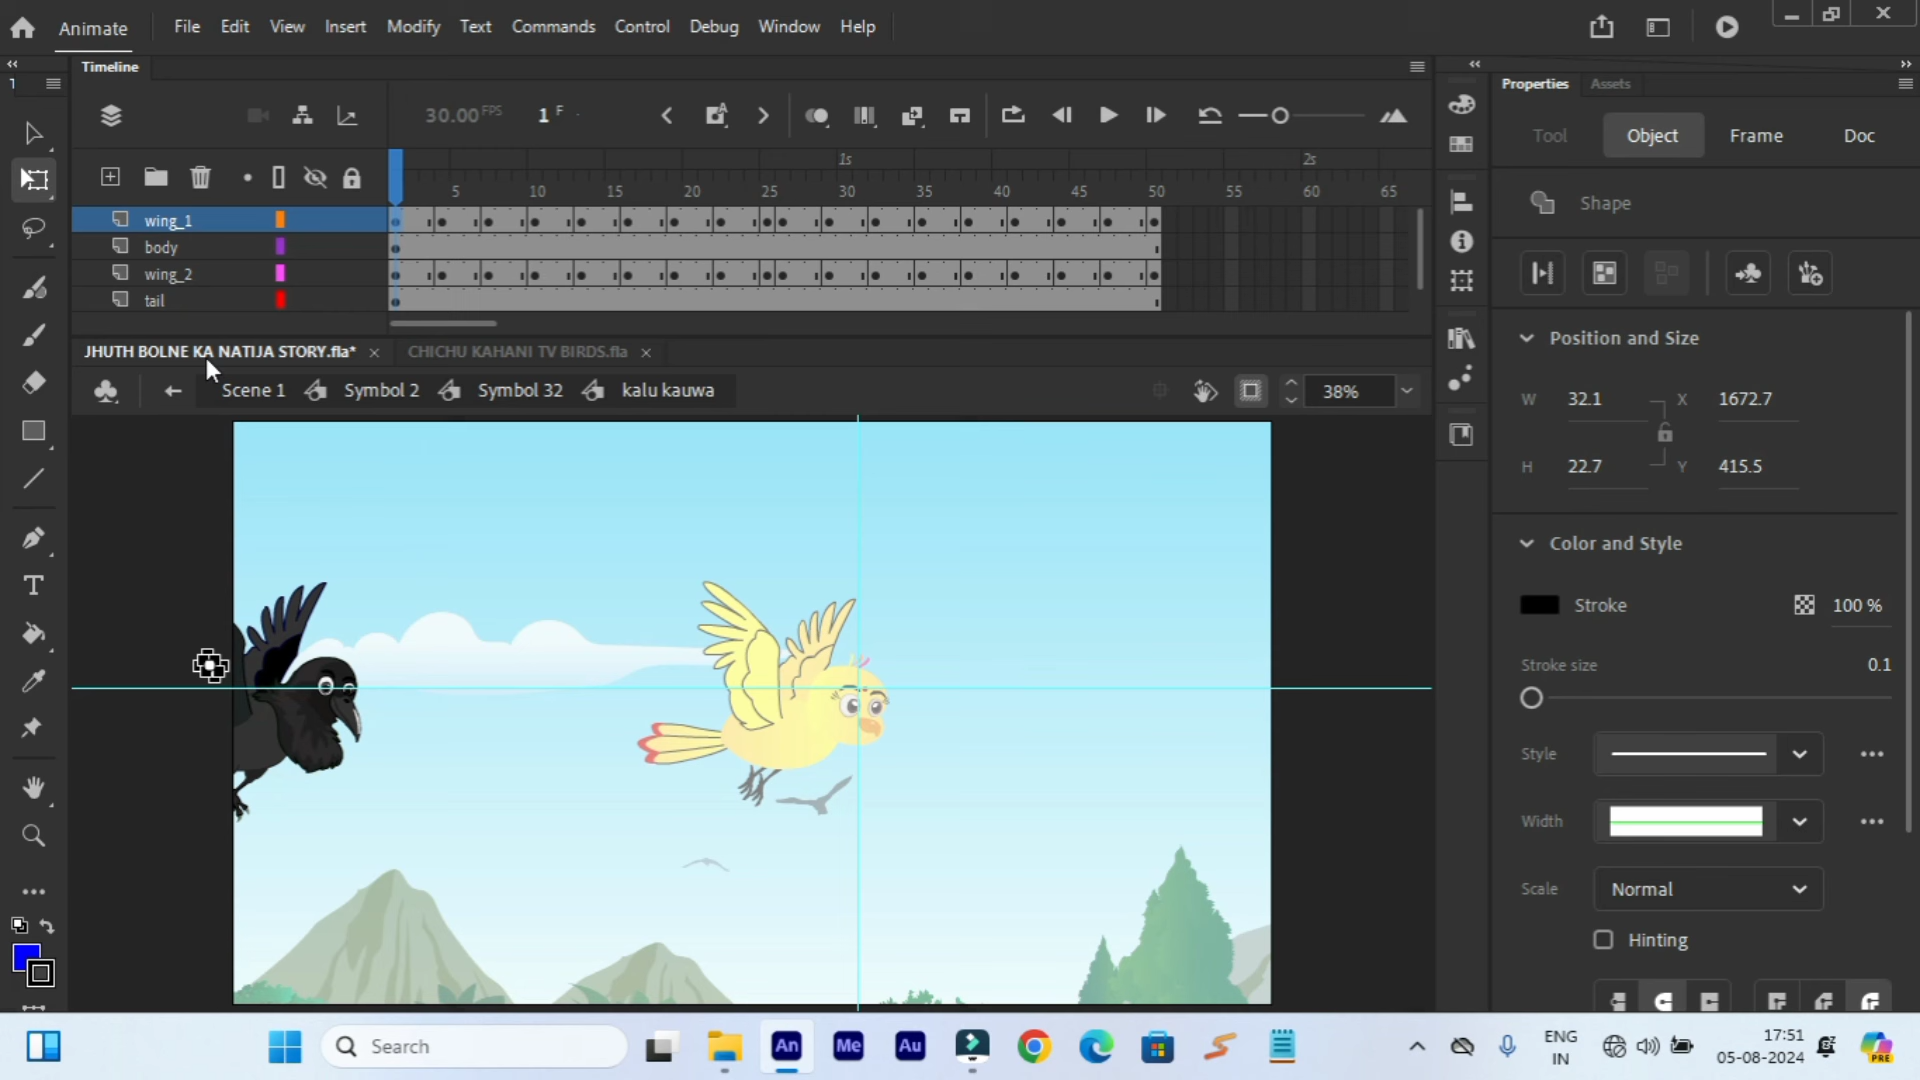 Animate File Edit View Insert Modify Text Commands Control Debug Window Help
Timeline
1
Properties Assets
30.00 FPS 1 F
Tool Object Frame Doc
1s 2s
5 10 15 20 25 30 35 40 45 50 55 60 65
wing_1
body
wing_2
tail
Shape
JHUTH BOLNE KA NATIJA STORY.fla* CHICHU KAHANI TV BIRDS.fla
Scene 1 Symbol 2 Symbol 32 kalu kauwa 38%
Position and Size
W 32.1 X 1672.7
H 22.7 Y 415.5
Color and Style
Stroke 100 %
Stroke size 0.1
Style
Width
Scale Normal
Hinting
Search
An Me Au
ENG
IN
17:51
05-08-2024
PRE